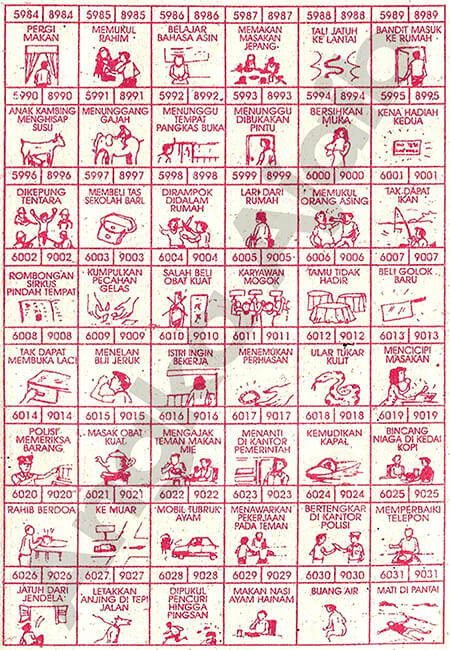 5984 8984 5985 8985 5986 8986 5987 8987 5988 8988 5989 8989
PERGI MAKAN
MEMUKUL RAHIM
BELAJAR BAHASA ASIN
MEMAKAN MASAKAN JEPANG
TALI JATUH KE LANTAI
BANDIT MASUK KE RUMAH
5990 8990 5991 8991 5992 8992 5993 8993 5994 8994 5995 8995
ANAK KAMBING MENGHISAP SUSU
MENUNGGANG GAJAH
MENUNGGU TEMPAT PANGKAS BUKA
MENUNGGU DIBUKAKAN PINTU
BERSIHKAN MUKA
KENA HADIAH KEDUA
5996 8996 5997 8997 5998 8998 5999 8999 6000 9000 6001 9001
DIKEPUNG TENTARA
MEMBELI TAS SEKOLAH BARU
DIRAMPOK DIDALAM RUMAH
LARI DARI RUMAH
MEMUKUL ORANG ASING
TAK DAPAT IKAN
6002 9002 6003 9003 6004 9004 6005 9005 6006 9006 6007 9007
ROMBONGAN SIRKUS PINDAH TEMPAT
KUMPULKAN PECAHAN GELAS
SALAH BELI OBAT KUAT
KARYAWAN MOGOK
TAMU TIDAK HADIR
BELI GOLOK BARU
6008 9008 6009 9009 6010 9010 6011 9011 6012 9012 6013 9013
TAK DAPAT MEMBUKA LACI
MENELAN BIJI JERUK
ISTRI INGIN BEKERJA
MENEMUKAN PERHIASAN
ULAR TUKAR KULIT
MENCICIPI MASAKAN
6014 9014 6015 9015 6016 9016 6017 9017 6018 9018 6019 9019
POLISI MEMERIKSA BARANG
MASAK OBAT KUAT
MENGAJAK TEMAN MAKAN MIE
MENANTI DI KANTOR PEMERINTAH
KEMUDIKAN KAPAL
BINCANG NIAGA DI KEDAI KOPI
6020 9020 6021 9021 6022 9022 6023 9023 6024 9024 6025 9025
RAHIB BERDOA
KE MUAR
MOBIL TUBRUK AYAM
MENAWARKAN PEKERJAAN PADA TEMAN
BERTENGKAR DI KANTOR POLISI
MEMPERBAIKI TELEPON
6026 9026 6027 9027 6028 9028 6029 9029 6030 9030 6031 9031
JATUH DARI JENDELA
LETAKKAN ANJING DI TEPI JALAN
DIPUKUL PENCURI HINGGA PINGSAN
MAKAN NASI AYAM HAINAM
BUANG AIR
MATI DI PANTAI